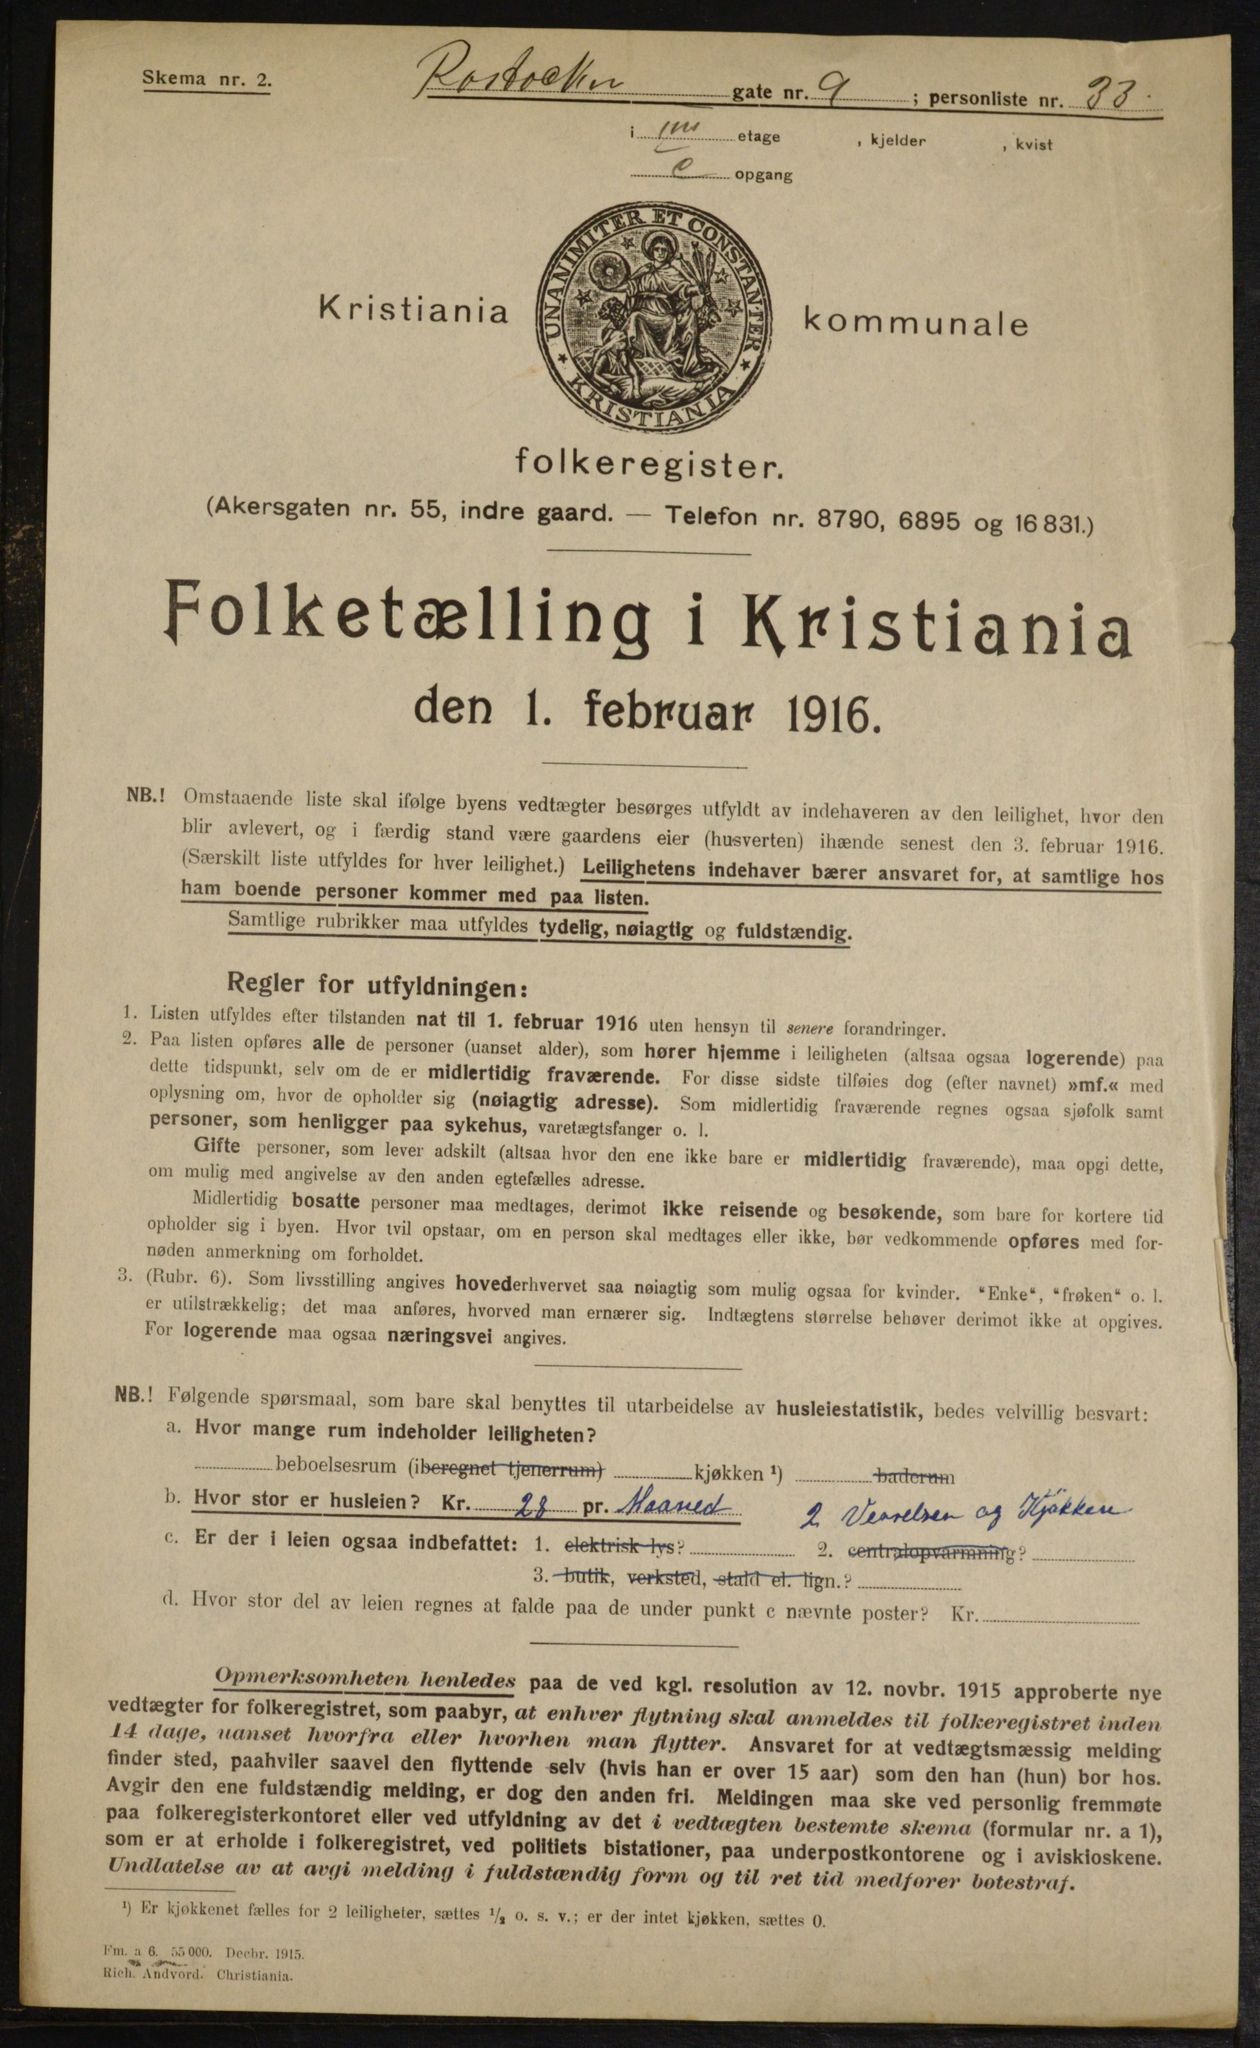 Skema nr. 2.
Rostocker gate nr. 9 ; personliste nr. 33.
i IIII etage , kjelder , kvist
c opgang
UNANIMITER ET CONSTANTER
KRISTIANIA
Kristiania kommunale
folkeregister.
(Akersgaten nr. 55, indre gaard. — Telefon nr. 8790, 6895 og 16 831.)
Folketælling i Kristiania
den 1. februar 1916.
NB.! Omstaaende liste skal ifølge byens vedtægter besørges utfyldt av indehaveren av den leilighet, hvor den
blir avlevert, og i færdig stand være gaardens eier (husverten) ihænde senest den 3. februar 1916.
(Særskilt liste utfyldes for hver leilighet.) Leilighetens indehaver bærer ansvaret for, at samtlige hos
ham boende personer kommer med paa listen.
Samtlige rubrikker maa utfyldes tydelig, nøiagtig og fuldstændig.
Regler for utfyldningen:
1. Listen utfyldes efter tilstanden nat til 1. februar 1916 uten hensyn til senere forandringer.
2. Paa listen opføres alle de personer (uanset alder), som hører hjemme i leiligheten (altsaa ogsaa logerende) paa
dette tidspunkt, selv om de er midlertidig fraværende. For disse sidste tilføies dog (efter navnet) »mf.« med
oplysning om, hvor de opholder sig (nøiagtig adresse). Som midlertidig fraværende regnes ogsaa sjøfolk samt
personer, som henligger paa sykehus, varetægtsfanger o. l.
Gifte personer, som lever adskilt (altsaa hvor den ene ikke bare er midlertidig fraværende), maa opgi dette,
om mulig med angivelse av den anden egtefælles adresse.
Midlertidig bosatte personer maa medtages, derimot ikke reisende og besøkende, som bare for kortere tid
opholder sig i byen. Hvor tvil opstaar, om en person skal medtages eller ikke, bør vedkommende opføres med for-
nøden anmerkning om forholdet.
3. (Rubr. 6). Som livsstilling angives hovederhvervet saa nøiagtig som mulig ogsaa for kvinder. "Enke", "frøken" o. l.
er utilstrækkelig; det maa anføres, hvorved man ernærer sig. Indtægtens størrelse behøver derimot ikke at opgives.
For logerende maa ogsaa næringsvei angives.
NB.! Følgende spørsmaal, som bare skal benyttes til utarbeidelse av husleiestatistik, bedes velvillig besvart:
a. Hvor mange rum indeholder leiligheten?
beboelsesrum (iberegnet tjenerrum) kjøkken ¹) baderum
b. Hvor stor er husleien? Kr. 28 pr. Maaned 2 Værelser og Kjøkken
c. Er der i leien ogsaa indbefattet: 1. elektrisk lys? 2. centralopvarmning?
3. butik, verksted, stald el. lign.?
d. Hvor stor del av leien regnes at falde paa de under punkt c nævnte poster? Kr.
Opmerksomheten henledes paa de ved kgl. resolution av 12. novbr. 1915 approberte nye
vedtægter for folkeregistret, som paabyr, at enhver flytning skal anmeldes til folkeregistret inden
14 dage, uanset hvorfra eller hvorhen man flytter. Ansvaret for at vedtægtsmæssig melding
finder sted, paahviler saavel den flyttende selv (hvis han er over 15 aar) som den han (hun) bor hos.
Avgir den ene fuldstændig melding, er dog den anden fri. Meldingen maa ske ved personlig fremmøte
paa folkeregisterkontoret eller ved utfyldning av det i vedtægten bestemte skema (formular nr. a 1),
som er at erholde i folkeregistret, ved politiets bistationer, paa underpostkontorene og i aviskioskene.
Undlatelse av at avgi melding i fuldstændig form og til ret tid medfører botestraf.
¹) Er kjøkkenet fælles for 2 leiligheter, sættes ½ o. s. v.; er der intet kjøkken, sættes 0.
Fm. a 6. 55 000. Decbr. 1915.
Rich. Andvord. Christiania.